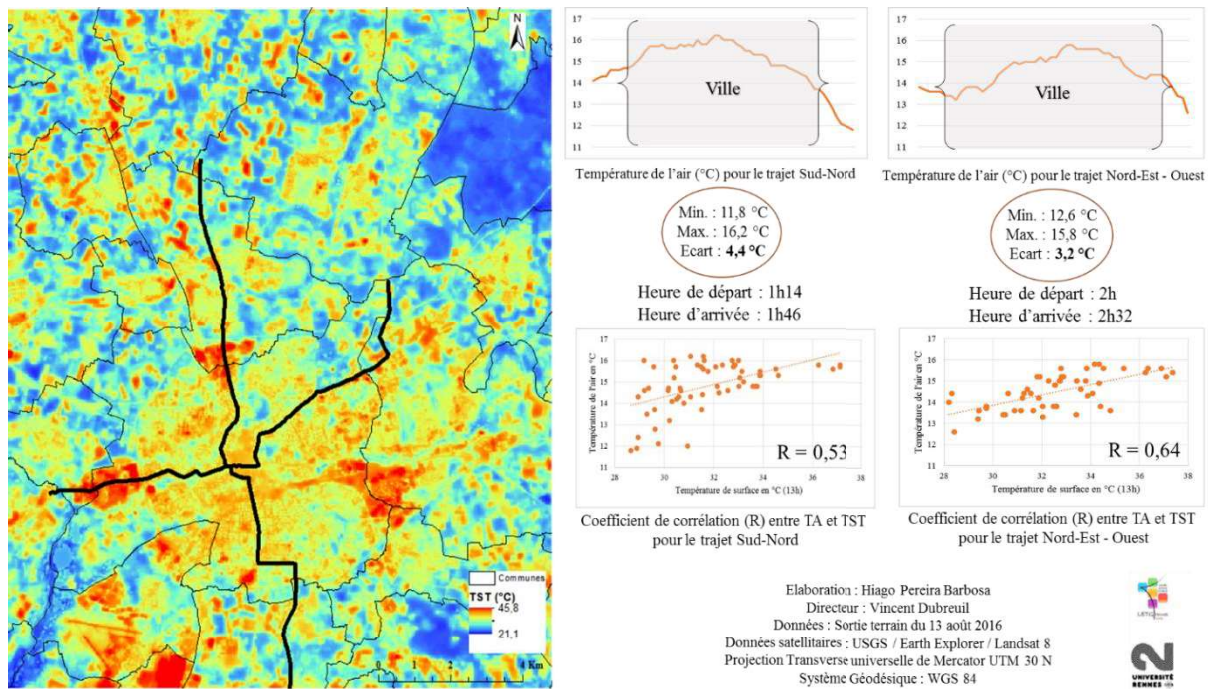 N
Communes
TST (°C)
45,8
21,1
4 2 0 4 Km
17
16
15
14
13
12
11
Ville
Température de l'air (°C) pour le trajet Sud-Nord
Min. : 11,8 °C
Max. : 16,2 °C
Ecart : 4,4 °C
Heure de départ : 1h14
Heure d'arrivée : 1h46
17
16
15
14
13
12
11
Ville
Température de l'air (°C) pour le trajet Nord-Est - Ouest
Min. : 12,6 °C
Max. : 15,8 °C
Ecart : 3,2 °C
Heure de départ : 2h
Heure d'arrivée : 2h32
Température de l'air en °C
17
16
15
14
13
12
11
R = 0,53
28 30 32 34 36 38
Température de surface en °C (13h)
Coefficient de corrélation (R) entre TA et TST
pour le trajet Sud-Nord
Température de l'air en °C
17
16
15
14
13
12
11
R = 0,64
28 30 32 34 36 38
Température de surface en °C (13h)
Coefficient de corrélation (R) entre TA et TST
pour le trajet Nord-Est - Ouest
Elaboration : Hiago Pereira Barbosa
Directeur : Vincent Dubreuil
Données : Sortie terrain du 13 août 2016
Données satellitaires : USGS / Earth Explorer / Landsat 8
Projection Transverse universelle de Mercator UTM 30 N
Système Géodésique : WGS 84
LETG
UNIVERSITÉ
RENNES